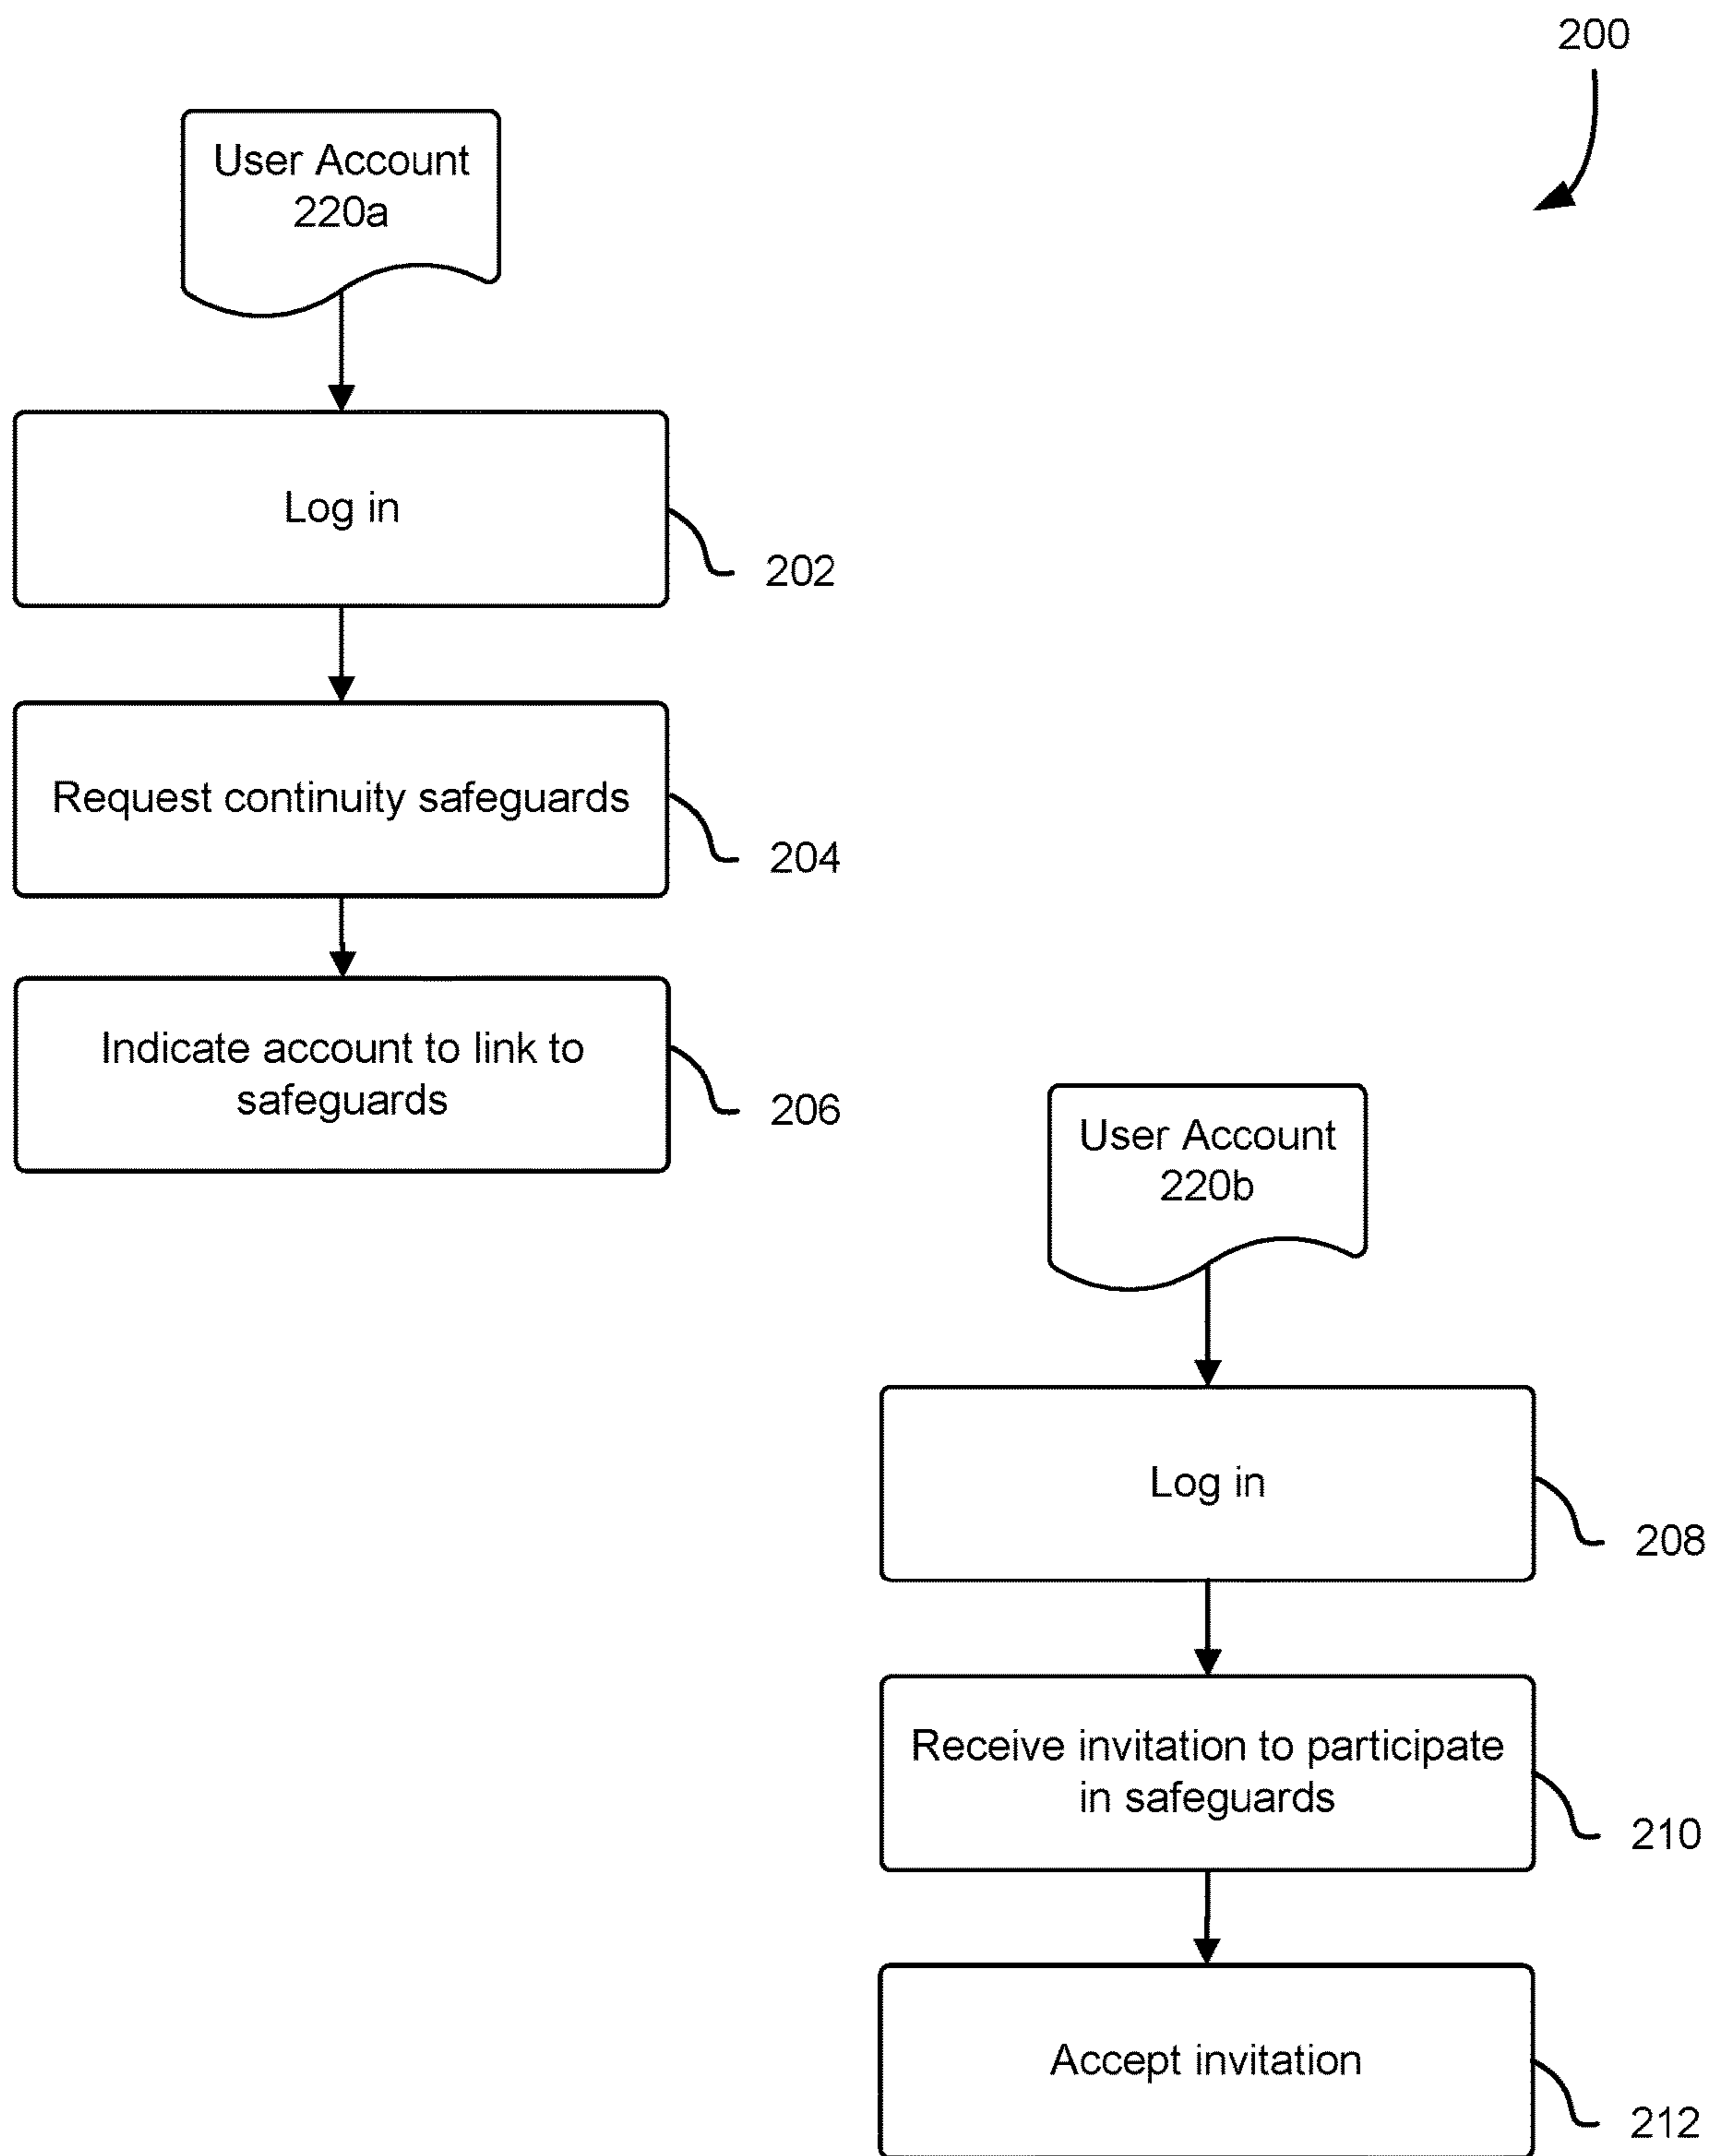 200
User Account
220a
Log in
202
Request continuity safeguards
204
Indicate account to link to
safeguards
206
User Account
220b
Log in
208
Receive invitation to participate
in safeguards
210
Accept invitation
212